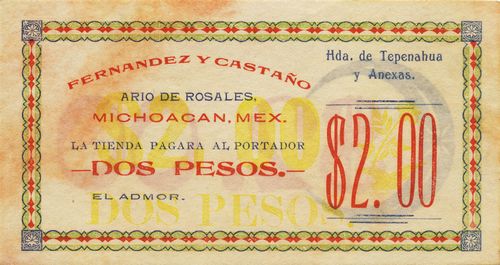 FERNANDEZ Y CASTAÑO
ARIO DE ROSALES,
MICHOACAN, MEX.
LA TIENDA PAGARA AL PORTADOR
—DOS PESOS.—
EL ADMOR.
Hda. de Tepenahua
y Anexas.
$2.00
$2.00
DOS PESOS.